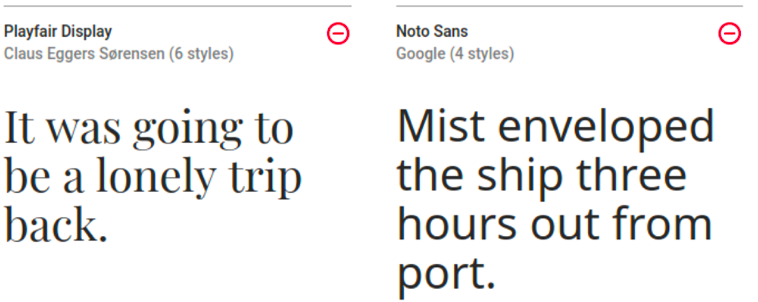 Playfair Display
Claus Eggers Sørensen (6 styles)
It was going to
be a lonely trip
back.
Noto Sans
Google (4 styles)
Mist enveloped
the ship three
hours out from
port.